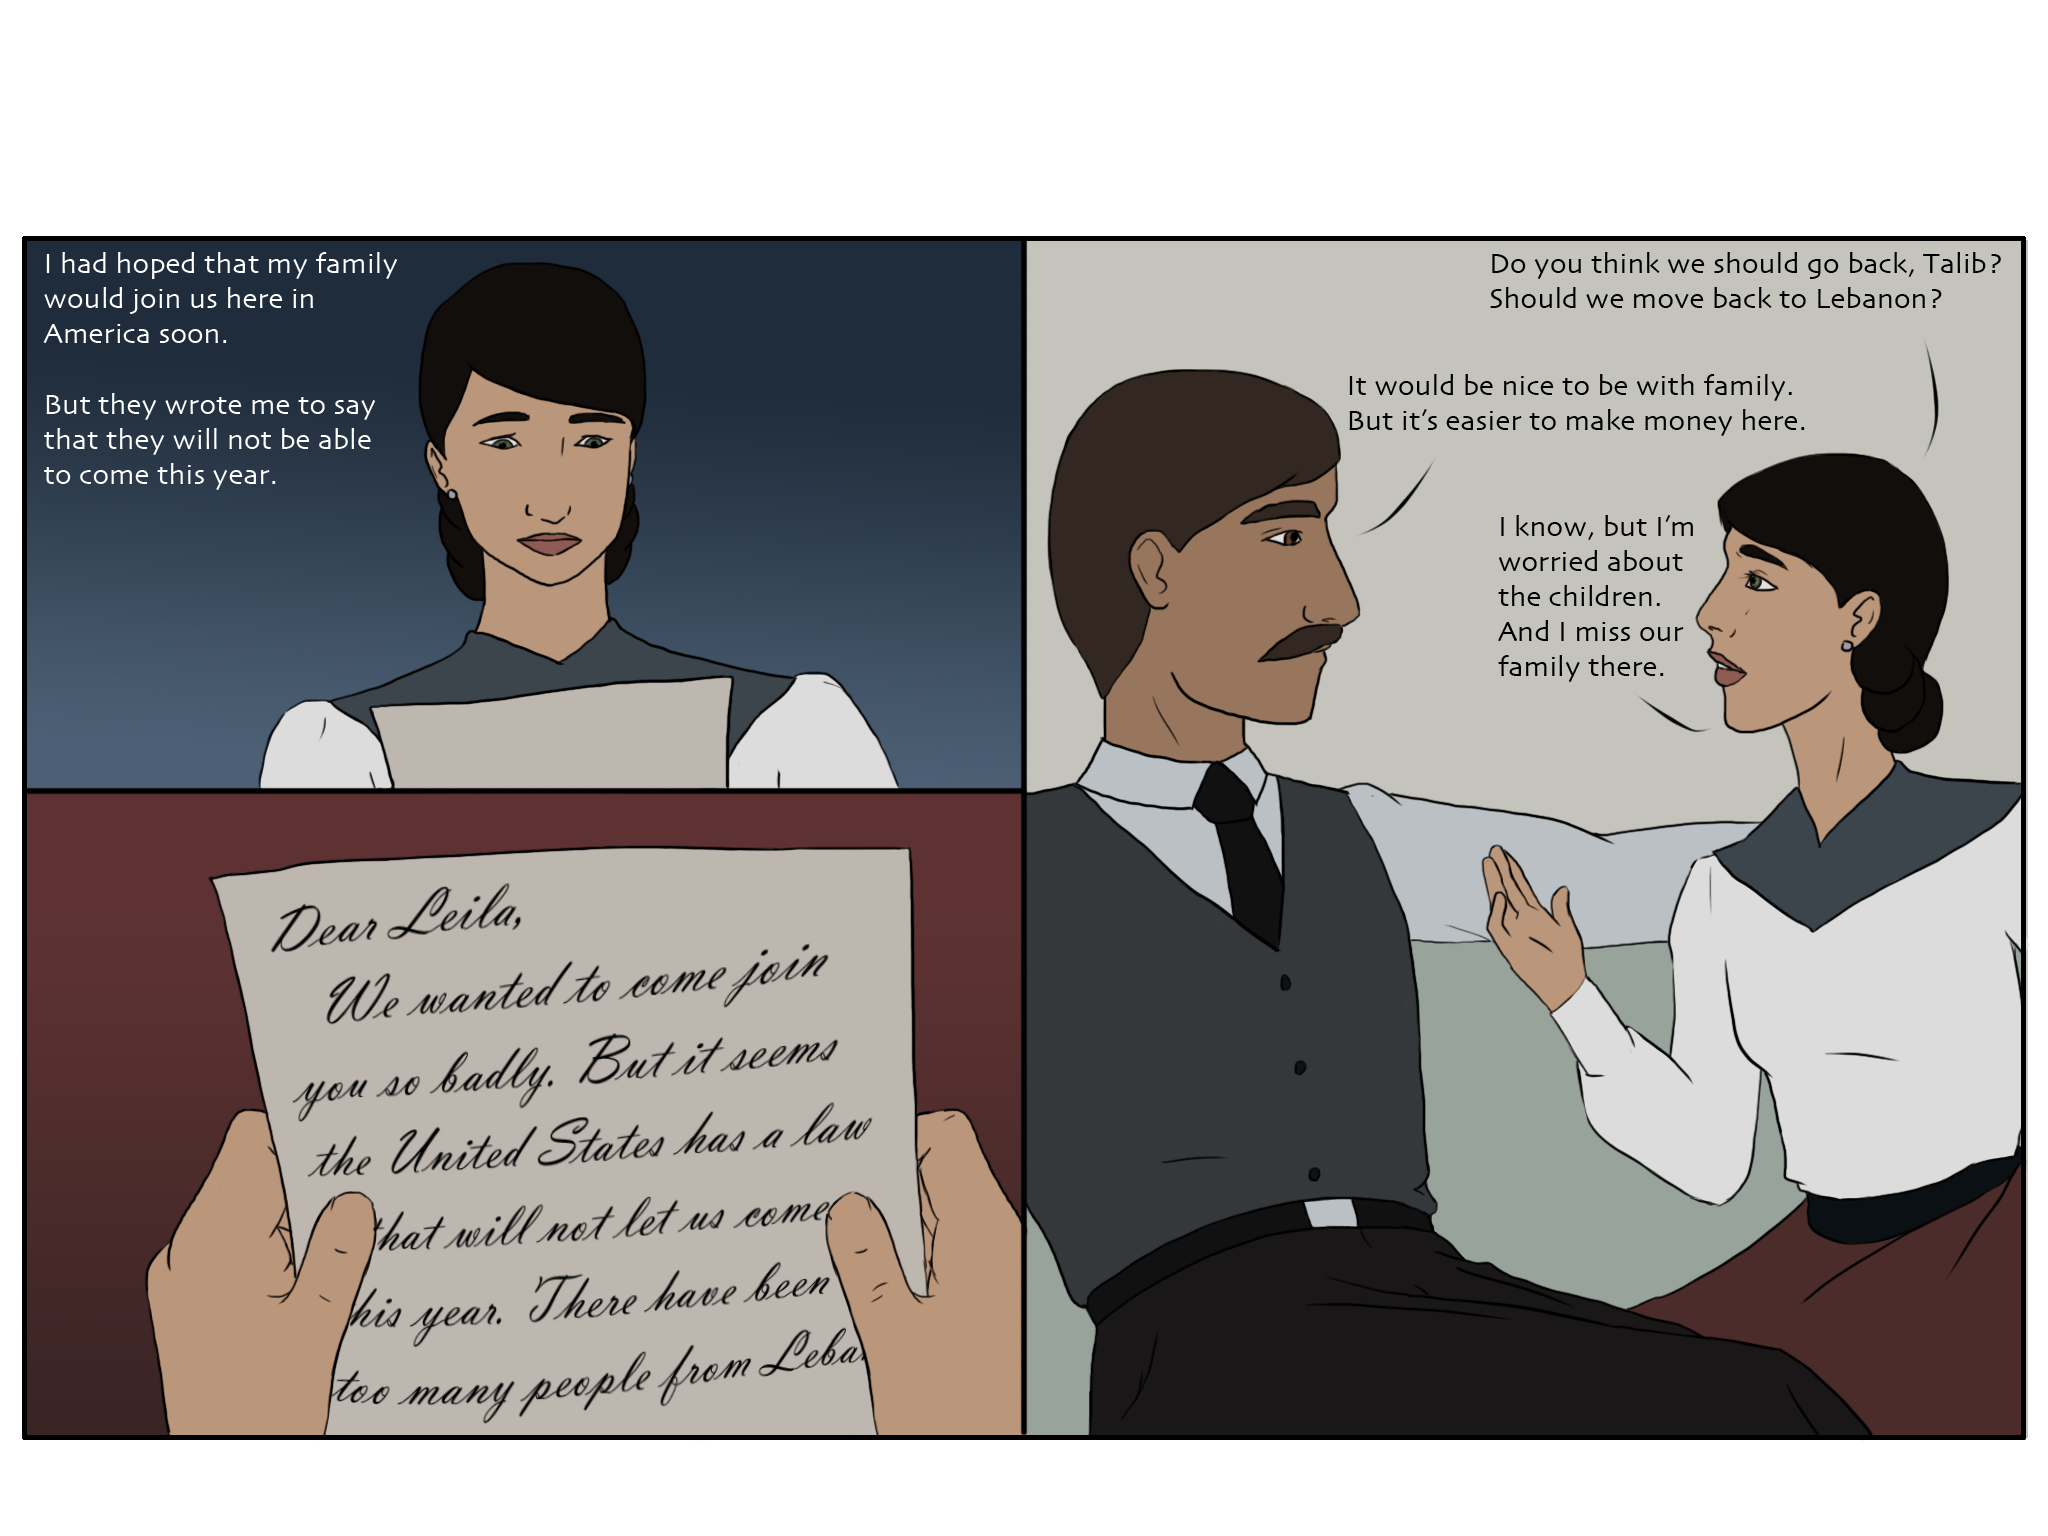 I had hoped that my family
would join us here in
America soon.
But they wrote me to say
that they will not be able
to come this year.
Dear Leila,
We wanted to come join
you so badly. But it seems
the United States has a law
that will not let us come
his year. There have been
too many people from Leba
Do you think we should go back, Talib?
Should we move back to Lebanon?
It would be nice to be with family.
But it's easier to make money here.
I know, but I'm
worried about
the children.
And I miss our
family there.